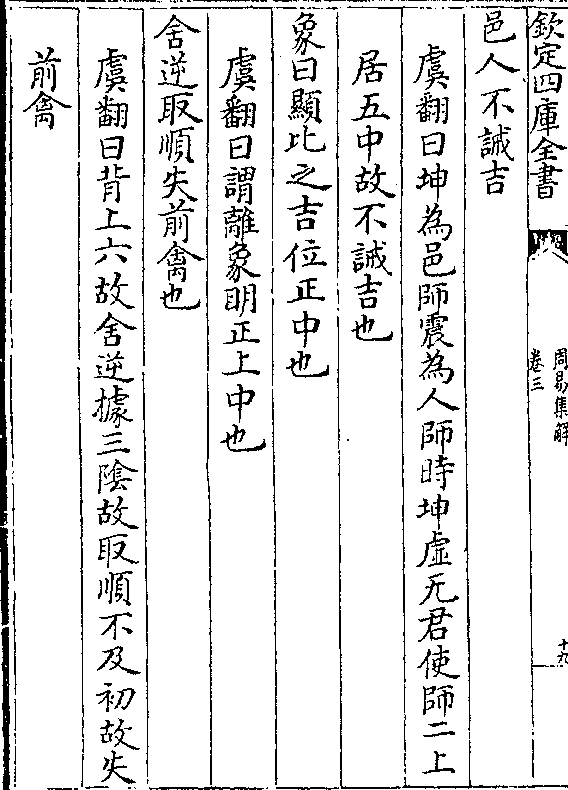 欽定四庫全書
周易集解
卷三
十九
邑人不誡吉
虞翻曰坤為邑師震為人師時坤虛无君使師二上
居五中故不誡吉也
象曰顯比之吉位正中也
虞翻曰謂離象明正上中也
舍逆取順失前禽也
虞翻曰背上六故舍逆據三陰故取順不及初故失
前禽